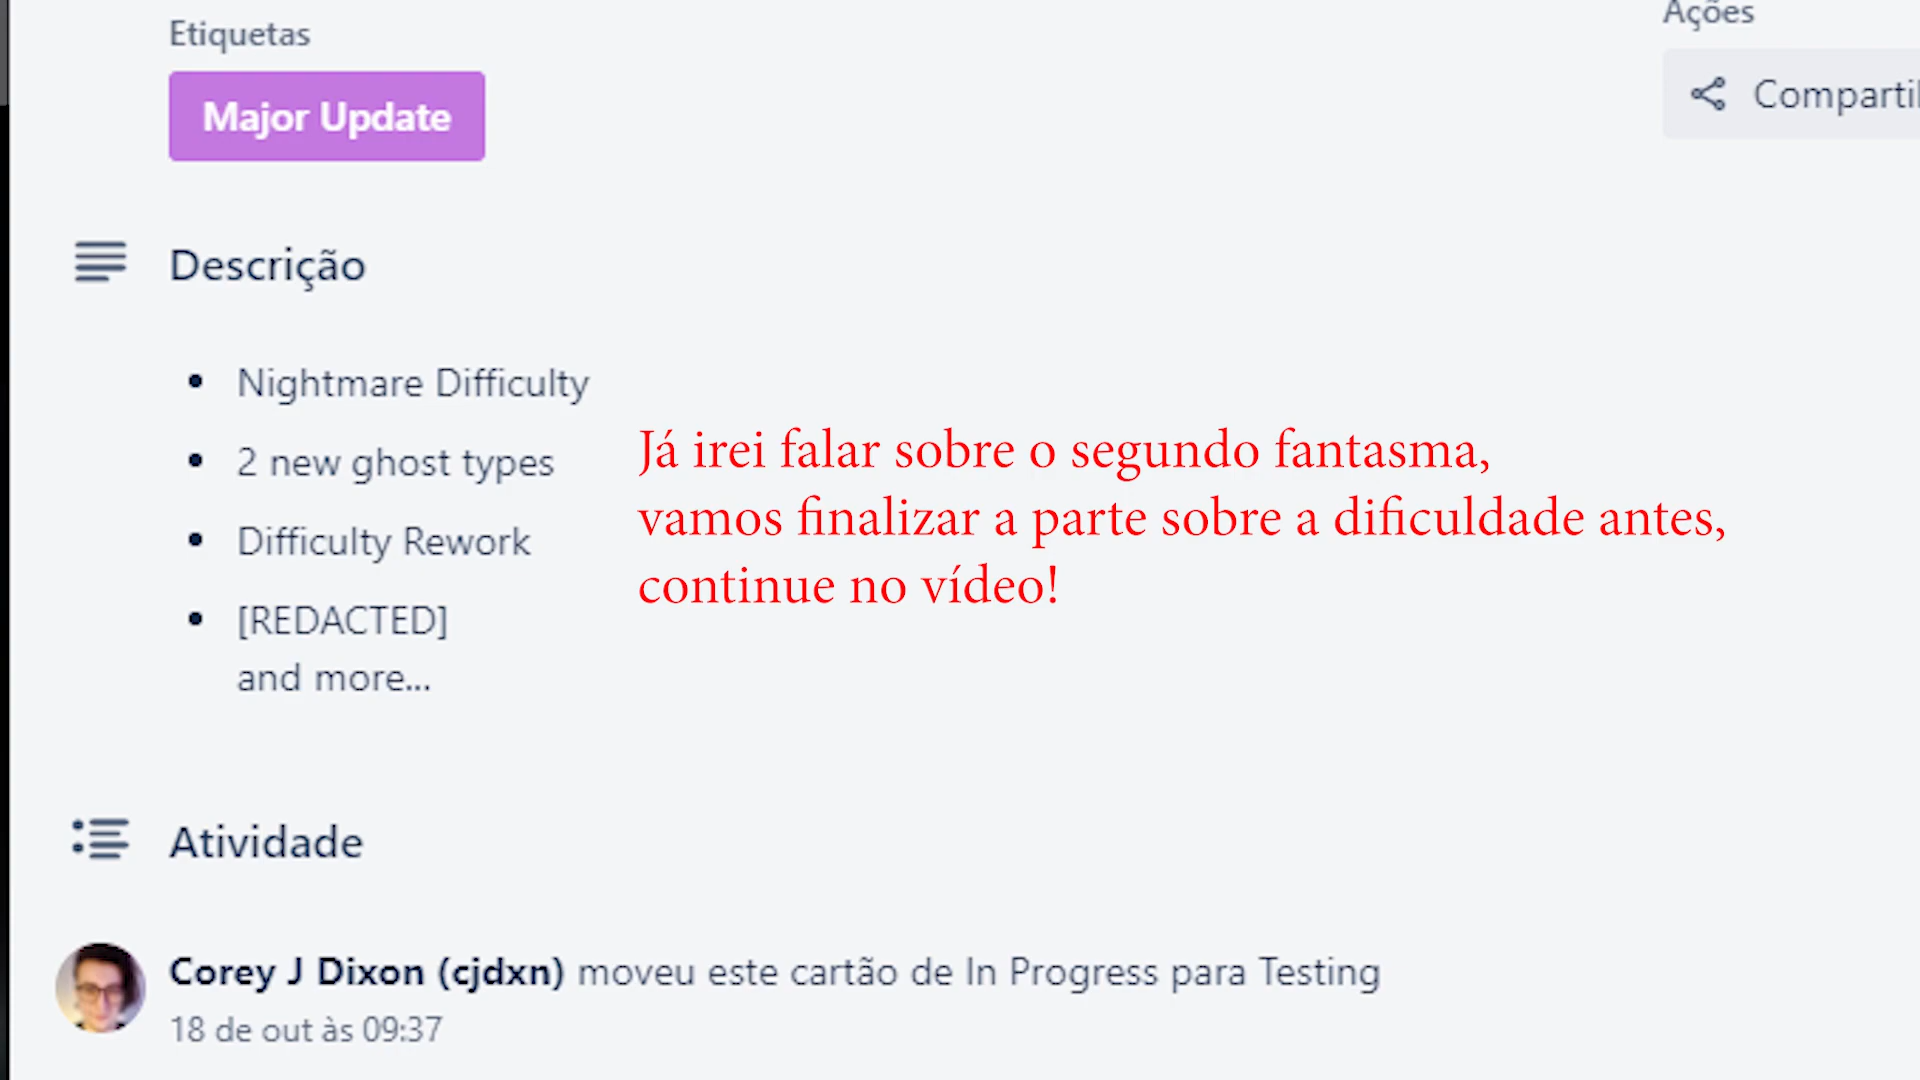 Etiquetas
Ações
Major Update
Descrição
Nightmare Difficulty
2 new ghost types
Difficulty Rework
[REDACTED]
and more...
Já irei falar sobre o segundo fantasma,
vamos finalizar a parte sobre a dificuldade antes,
continue no vídeo!
Atividade
Corey J Dixon (cjdxn) moveu este cartão de In Progress para Testing
18 de out às 09:37